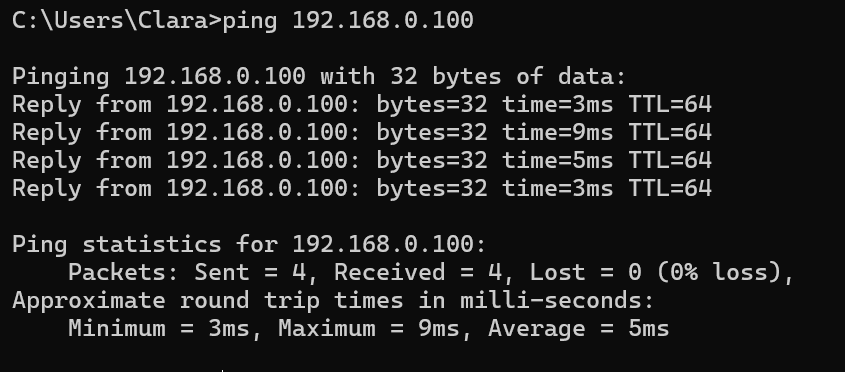 C:\Users\Clara>ping 192.168.0.100
Pinging 192.168.0.100 with 32 bytes of data:
Reply from 192.168.0.100: bytes=32 time=3ms TTL=64
Reply from 192.168.0.100: bytes=32 time=9ms TTL=64
Reply from 192.168.0.100: bytes=32 time=5ms TTL=64
Reply from 192.168.0.100: bytes=32 time=3ms TTL=64
Ping statistics for 192.168.0.100:
Packets: Sent = 4, Received = 4, Lost = 0 (0% loss),
Approximate round trip times in milli-seconds:
Minimum = 3ms, Maximum = 9ms, Average = 5ms